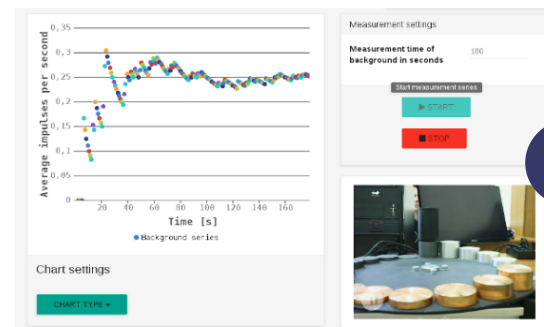 0,35
0,3
0,25
0,2
0,15
0,1
0,05
0
Average impulses per second
20 40 60 80 100 120 140 160
Time [s]
Background series
Chart settings
CHART TYPE
Measurement settings
Measurement time of
background in seconds
180
Start measurement series
START
STOP